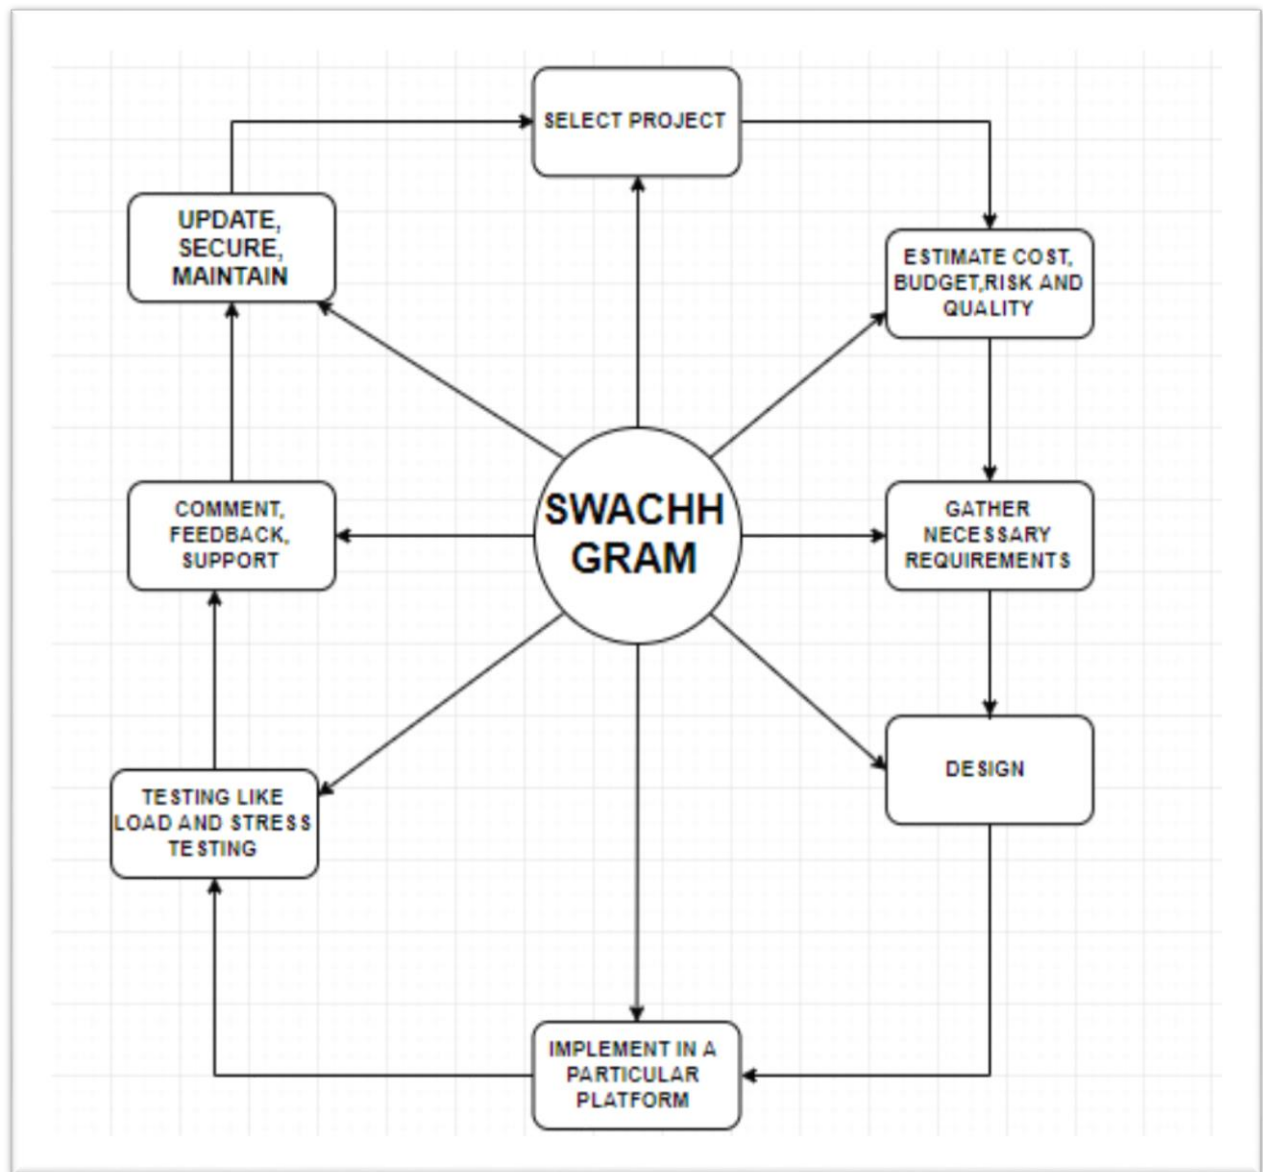 SELECT PROJECT
UPDATE,
SECURE,
MAINTAIN
ESTIMATE COST,
BUDGET,RISK AND
QUALITY
SWACHH
GRAM
COMMENT,
FEEDBACK,
SUPPORT
GATHER
NECESSARY
REQUIREMENTS
TESTING LIKE
LOAD AND STRESS
TESTING
DESIGN
IMPLEMENT IN A
PARTICULAR
PLATFORM